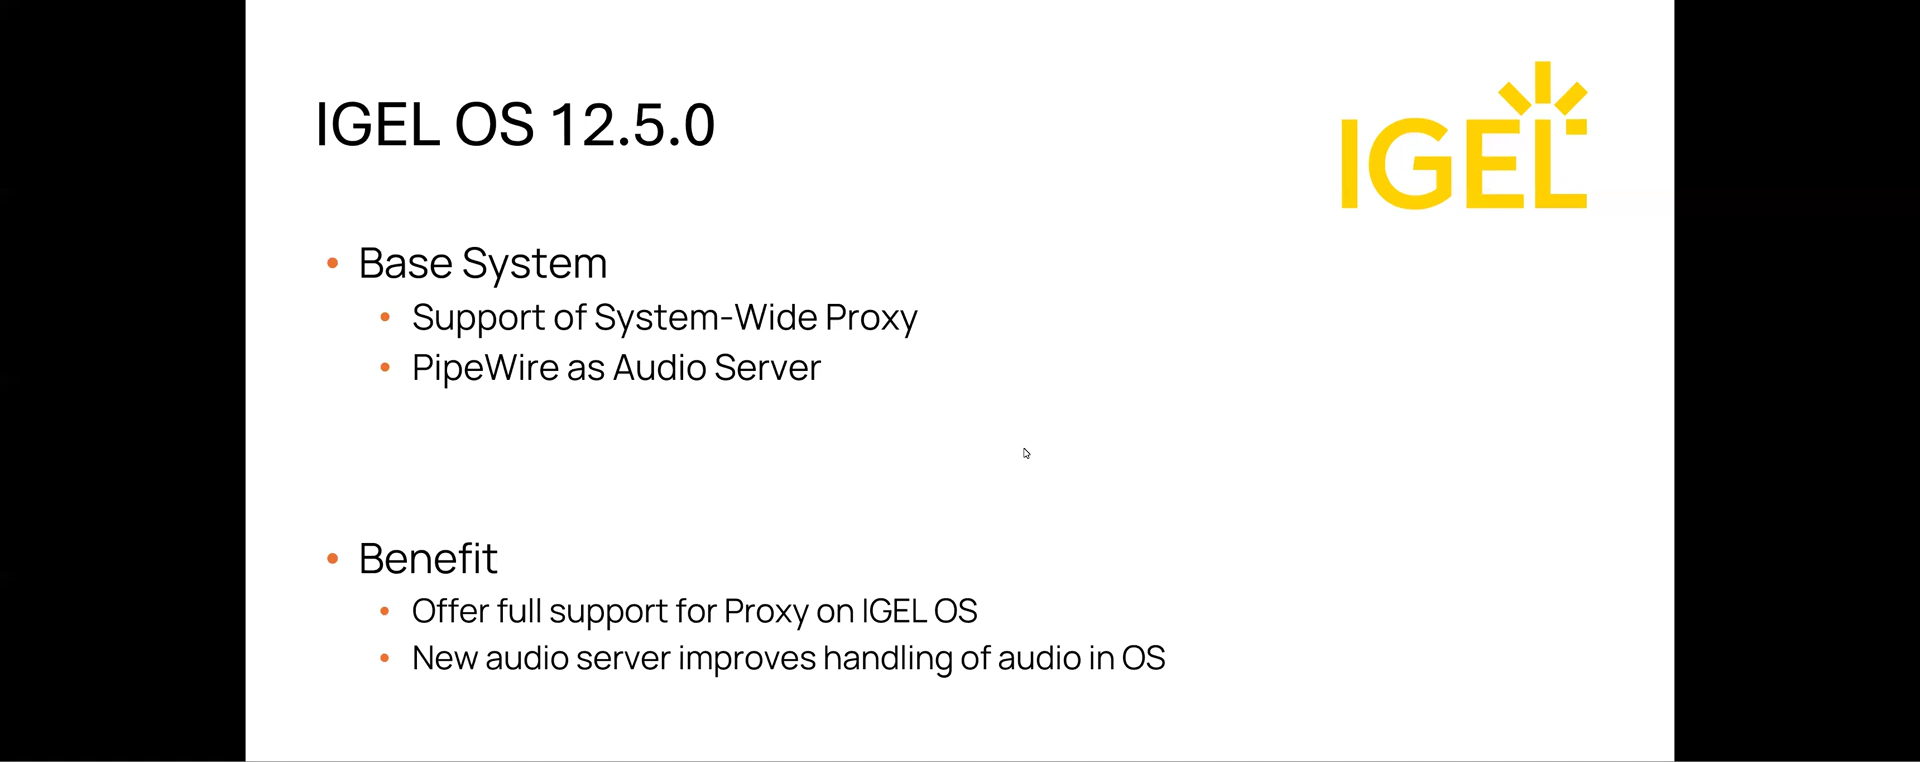 IGEL OS 12.5.0
IGEL
Base System
Support of System-Wide Proxy
PipeWire as Audio Server
Benefit
Offer full support for Proxy on IGEL OS
New audio server improves handling of audio in OS